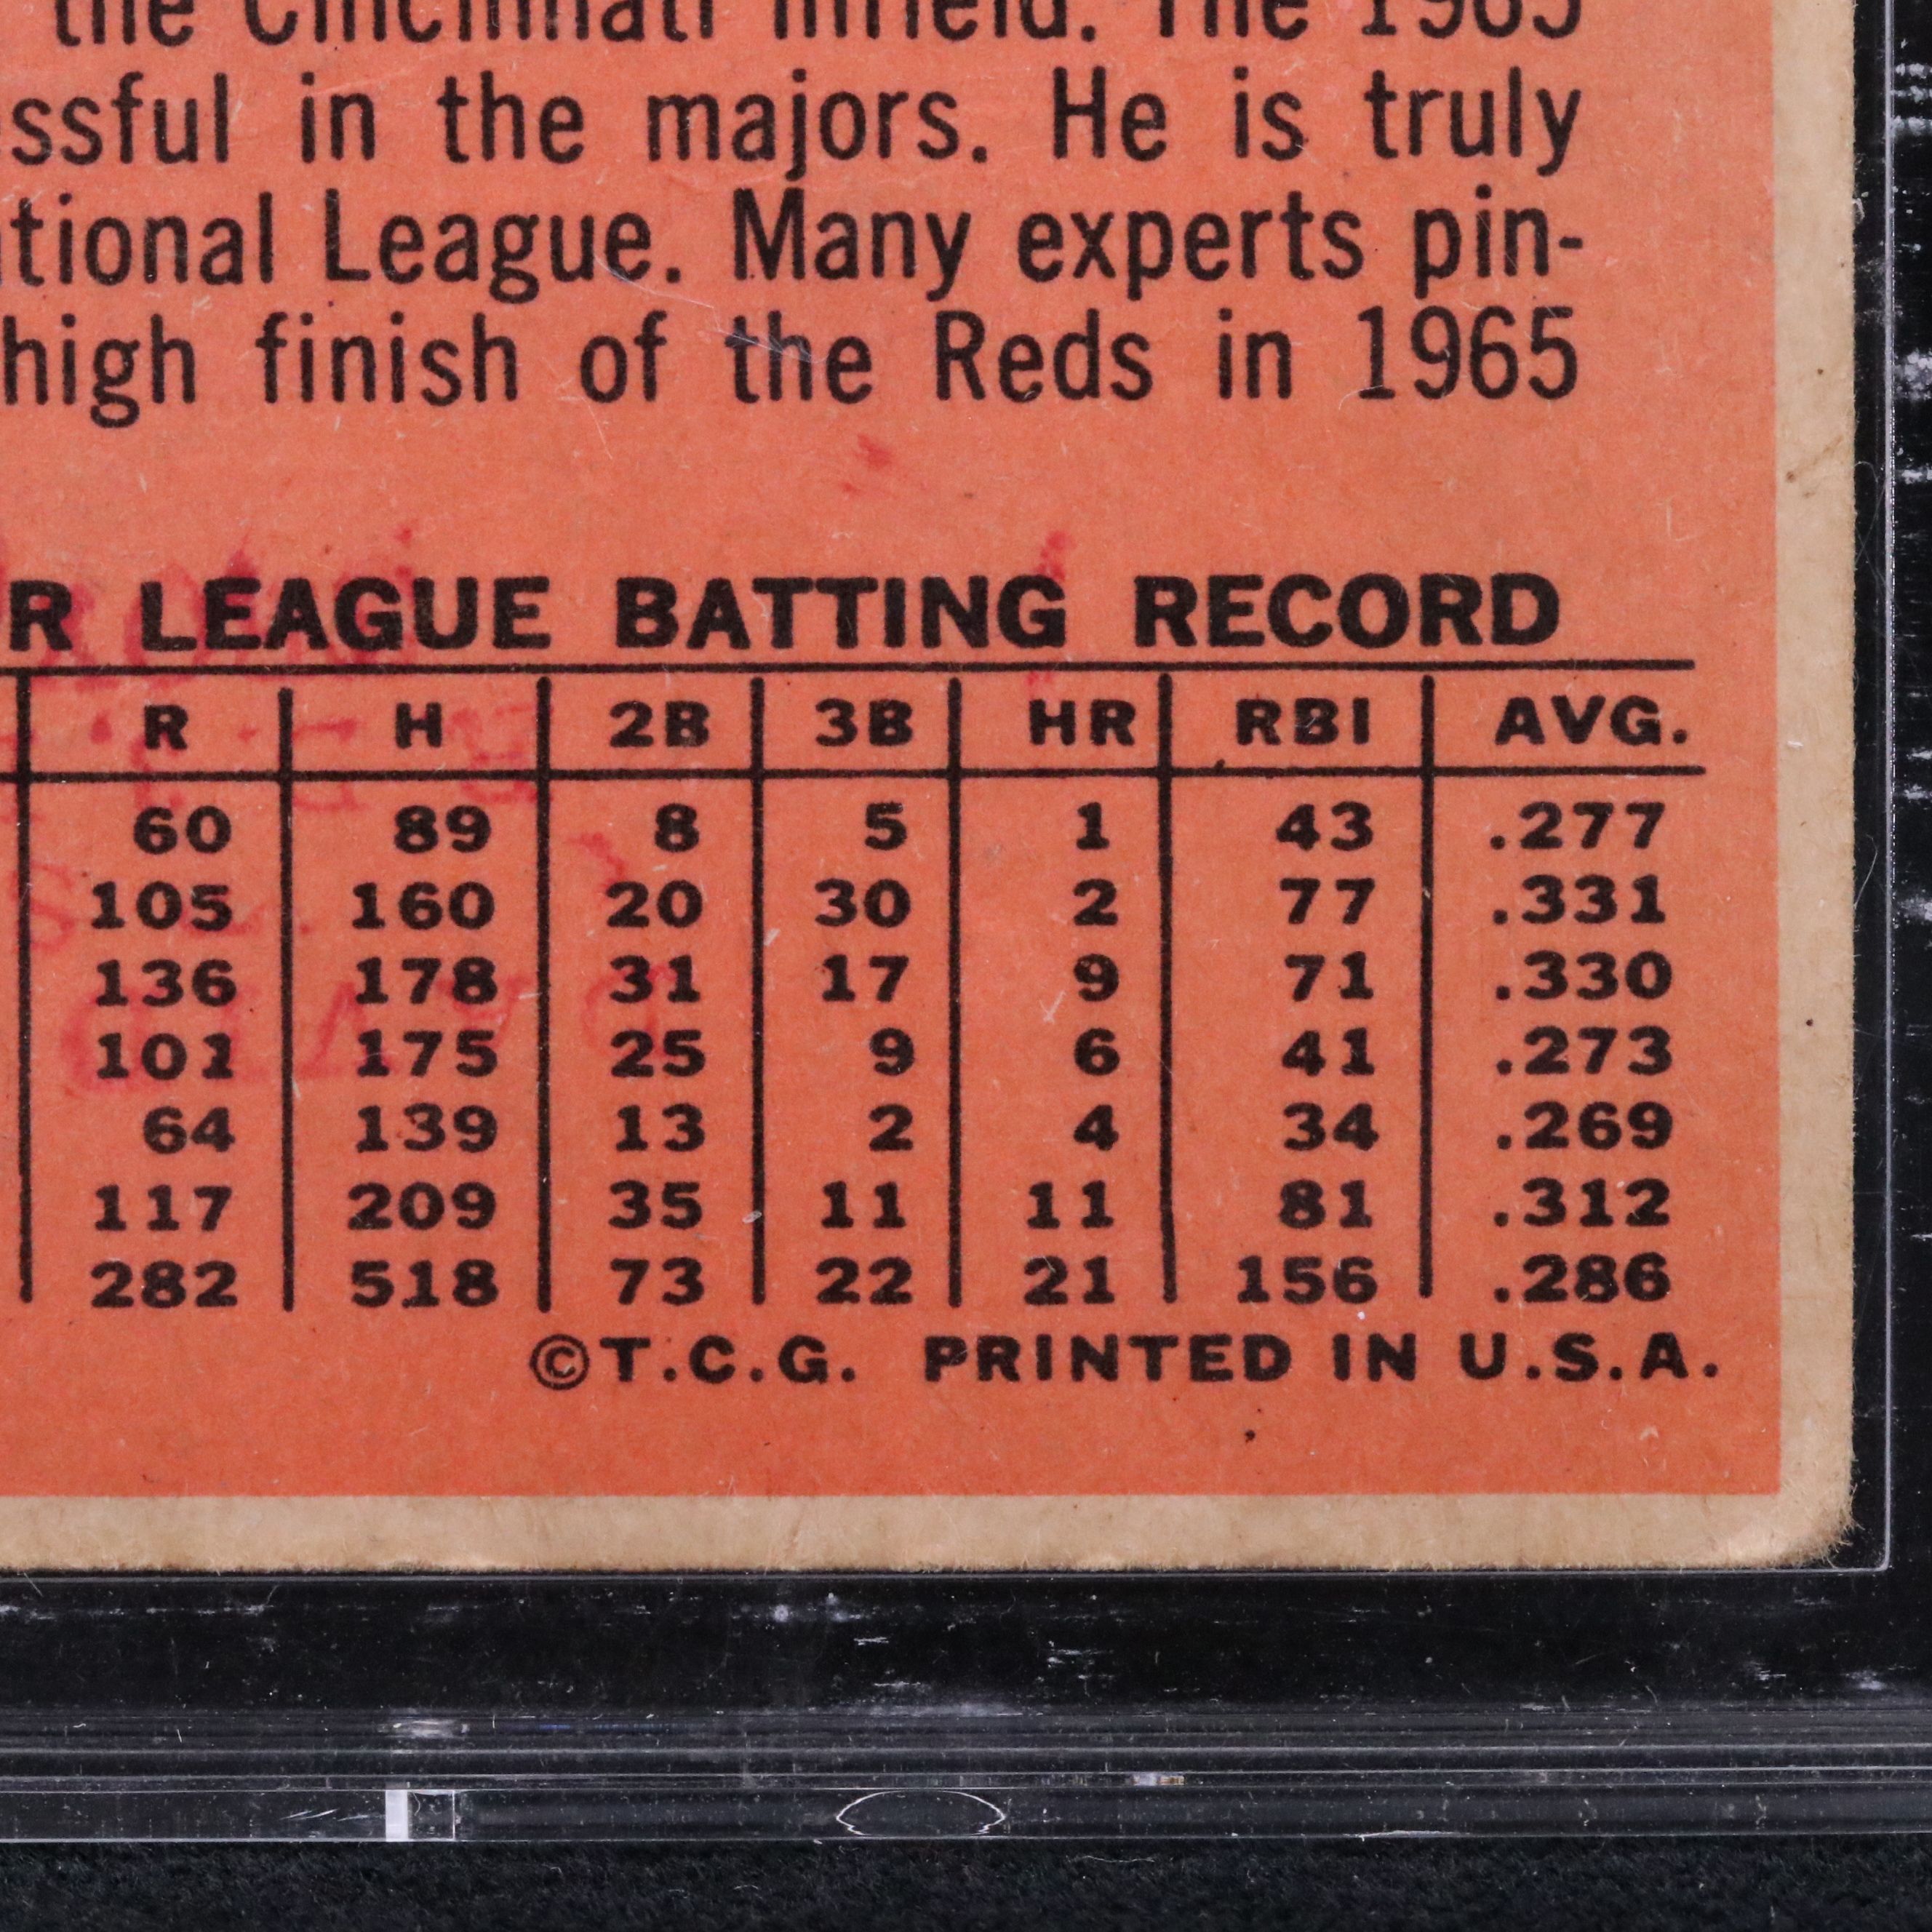 the Cincinnati infield. The 1965
ssful in the majors. He is truly
tional League. Many experts pin-
high finish of the Reds in 1965
R LEAGUE BATTING RECORD
R H 2B 3B HR RBI AVG.
60 89 8 5 1 43 .277
105 160 20 30 2 77 .331
136 178 31 17 9 71 .330
101 175 25 9 6 41 .273
64 139 13 2 4 34 .269
117 209 35 11 11 81 .312
282 518 73 22 21 156 .286
©T.C.G. PRINTED IN U.S.A.